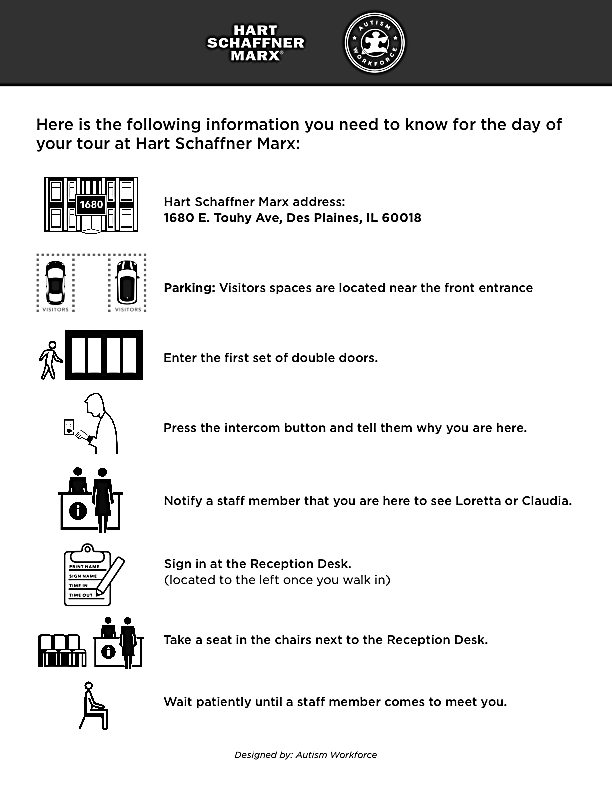 HART
SCHAFFNER
MARX®
AUTISM
WORKFORCE
Here is the following information you need to know for the day of
your tour at Hart Schaffner Marx:
1680
Hart Schaffner Marx address:
1680 E. Touhy Ave, Des Plaines, IL 60018
VISITORS
VISITORS
Parking: Visitors spaces are located near the front entrance
Enter the first set of double doors.
Press the intercom button and tell them why you are here.
i
Notify a staff member that you are here to see Loretta or Claudia.
PRINT NAME
SIGN NAME
TIME IN
TIME OUT
Sign in at the Reception Desk.
(located to the left once you walk in)
i
Take a seat in the chairs next to the Reception Desk.
Wait patiently until a staff member comes to meet you.
Designed by: Autism Workforce